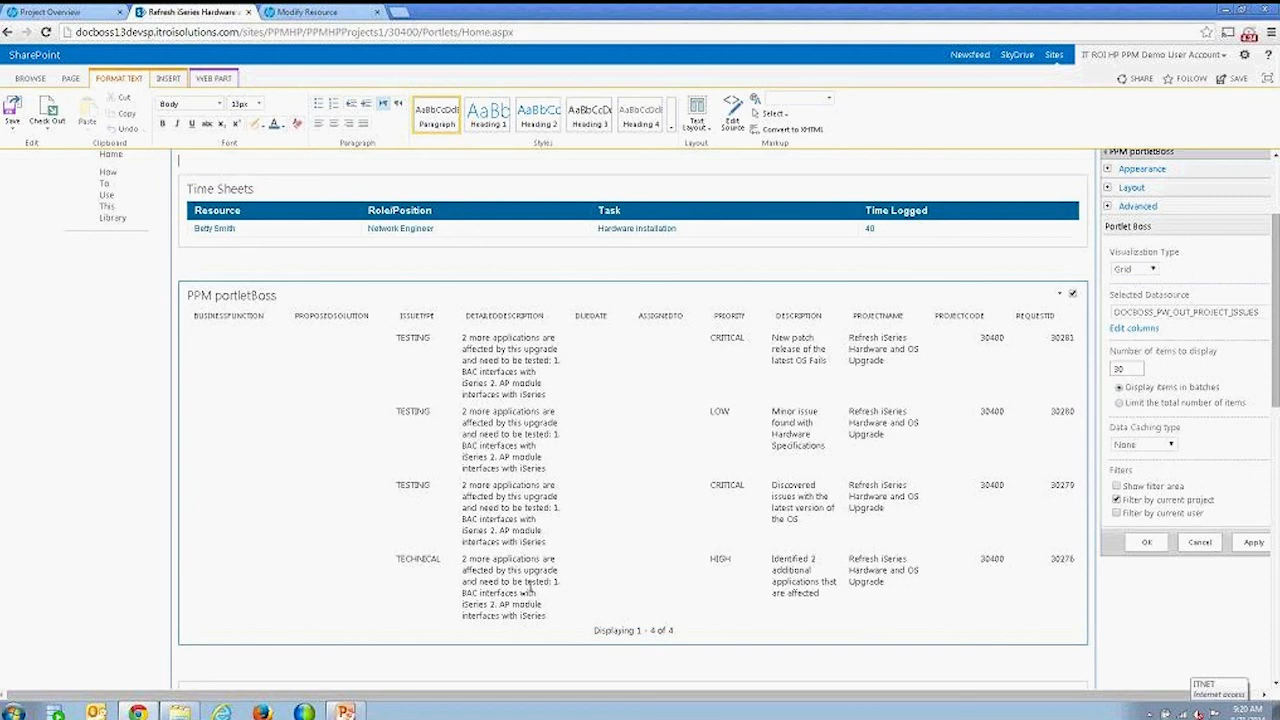 Project Overview
Refresh iSeries Hardware
Modify Resource
docboss13devsp.itroisolutions.com/sites/PPMHP/PPMHPProjects1/30400/Portlets/Home.aspx
SharePoint
Newsfeed SkyDrive Sites IT ROI HP PPM Demo User Account
BROWSE PAGE FORMAT TEXT INSERT WEB PART
SHARE FOLLOW SAVE
Save Check Out Paste
Cut
Copy
Undo
Body 13px
B I U abc
AaBbCcDdI Paragraph
AaBb Heading 1
AaBbCc Heading 2
AaBbCcDc Heading 3
AaBbCcDdI Heading 4
Text Layout
Edit Source
Select
Convert to XHTML
Edit Clipboard Font Paragraph Styles Layout Markup
Home
How
To
Use
This
Library
Time Sheets
Resource Role/Position Task Time Logged
Betty Smith Network Engineer Hardware Installation 40
PPM portletBoss
BUSINESSFUNCTION PROPOSEDSOLUTION ISSUETYPE DETAILEDDESCRIPTION DUEDATE ASSIGNEDTO PRIORITY DESCRIPTION PROJECTNAME PROJECTCODE REQUESTID
TESTING 2 more applications are CRITICAL New patch Refresh iSeries 30400 30281
affected by this upgrade release of the Hardware and OS
and need to be tested: 1. latest OS Fails Upgrade
BAC interfaces with
iSeries 2. AP module
interfaces with iSeries
TESTING 2 more applications are LOW Minor issue Refresh iSeries 30400 30280
affected by this upgrade found with Hardware and OS
and need to be tested: 1. Hardware Upgrade
BAC interfaces with Specifications
iSeries 2. AP module
interfaces with iSeries
TESTING 2 more applications are CRITICAL Discovered Refresh iSeries 30400 30279
affected by this upgrade issues with the Hardware and OS
and need to be tested: 1. latest version of Upgrade
BAC interfaces with the OS
iSeries 2. AP module
interfaces with iSeries
TECHNICAL 2 more applications are HIGH Identified 2 Refresh iSeries 30400 30276
affected by this upgrade additional Hardware and OS
and need to be tested: 1. applications that Upgrade
BAC interfaces with are affected
iSeries 2. AP module
interfaces with iSeries
Displaying 1 - 4 of 4
PPM portletBoss
Appearance
Layout
Advanced
Portlet Boss
Visualization Type
Grid
Selected Datasource
DOCBOSS_PW_OUT_PROJECT_ISSUES
Edit columns
Number of items to display
30
Display items in batches
Limit the total number of items
Data Caching type
None
Filters
Show filter area
Filter by current project
Filter by current user
OK Cancel Apply
ITNET
Internet access
9:20 AM